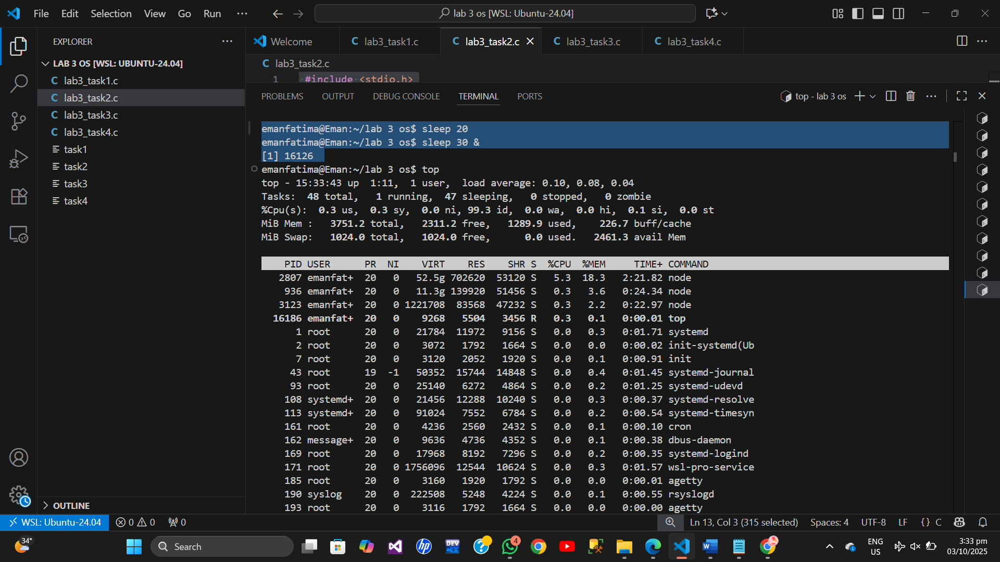 File Edit Selection View Go Run ··· lab 3 os [WSL: Ubuntu-24.04]
EXPLORER ···
LAB 3 OS [WSL: UBUNTU-24.04]
C lab3_task1.c
C lab3_task2.c
C lab3_task3.c
C lab3_task4.c
task1
task2
task3
task4
OUTLINE
Welcome C lab3_task1.c C lab3_task2.c C lab3_task3.c C lab3_task4.c
C lab3_task2.c
1 #include <stdio.h>
PROBLEMS OUTPUT DEBUG CONSOLE TERMINAL PORTS top - lab 3 os
emanfatima@Eman:~/lab 3 os$ sleep 20
emanfatima@Eman:~/lab 3 os$ sleep 30 &
[1] 16126
emanfatima@Eman:~/lab 3 os$ top
top - 15:33:43 up  1:11,  1 user,  load average: 0.10, 0.08, 0.04
Tasks:  48 total,   1 running,  47 sleeping,   0 stopped,   0 zombie
%Cpu(s):  0.3 us,  0.3 sy,  0.0 ni, 99.3 id,  0.0 wa,  0.0 hi,  0.1 si,  0.0 st
MiB Mem :   3751.2 total,   2311.2 free,   1289.9 used,    226.7 buff/cache
MiB Swap:   1024.0 total,   1024.0 free,      0.0 used.   2461.3 avail Mem
PID USER PR NI VIRT RES SHR S %CPU %MEM TIME+ COMMAND
2807 emanfat+ 20 0 52.5g 702620 53120 S 5.3 18.3 2:21.82 node
936 emanfat+ 20 0 11.3g 139920 51456 S 0.3 3.6 0:24.34 node
3123 emanfat+ 20 0 1221708 83568 47232 S 0.3 2.2 0:22.97 node
16186 emanfat+ 20 0 9268 5504 3456 R 0.3 0.1 0:00.01 top
1 root 20 0 21784 11972 9156 S 0.0 0.3 0:01.71 systemd
2 root 20 0 3072 1792 1664 S 0.0 0.0 0:00.02 init-systemd(Ub
7 root 20 0 3120 2052 1920 S 0.0 0.1 0:00.91 init
43 root 19 -1 50352 15744 14848 S 0.0 0.4 0:01.45 systemd-journal
93 root 20 0 25140 6272 4864 S 0.0 0.2 0:01.25 systemd-udevd
108 systemd+ 20 0 21456 12288 10240 S 0.0 0.3 0:00.37 systemd-resolve
113 systemd+ 20 0 91024 7552 6784 S 0.0 0.2 0:00.54 systemd-timesyn
161 root 20 0 4236 2560 2432 S 0.0 0.1 0:00.10 cron
162 message+ 20 0 9636 4736 4352 S 0.0 0.1 0:00.38 dbus-daemon
169 root 20 0 17968 8192 7296 S 0.0 0.2 0:00.35 systemd-logind
171 root 20 0 1756096 12544 10624 S 0.0 0.3 0:01.57 wsl-pro-service
185 root 20 0 3160 1920 1792 S 0.0 0.0 0:00.01 agetty
190 syslog 20 0 222508 5248 4224 S 0.0 0.1 0:00.55 rsyslogd
193 root 20 0 3116 1792 1664 S 0.0 0.0 0:00.00 agetty
WSL: Ubuntu-24.04 0 0 0 Ln 13, Col 3 (315 selected) Spaces: 4 UTF-8 LF {} C
34° Search hp DEV C++ 4 W ENG US 3:33 pm
03/10/2025